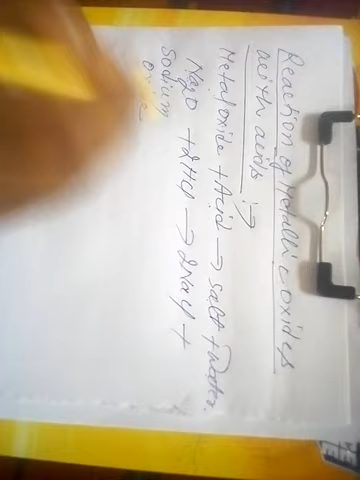 Reaction of Metallic oxides
with acids :->
Metal oxide + Acid → salt + water.
Na2O + 2HCl → 2NaCl +
Sodium
oxide